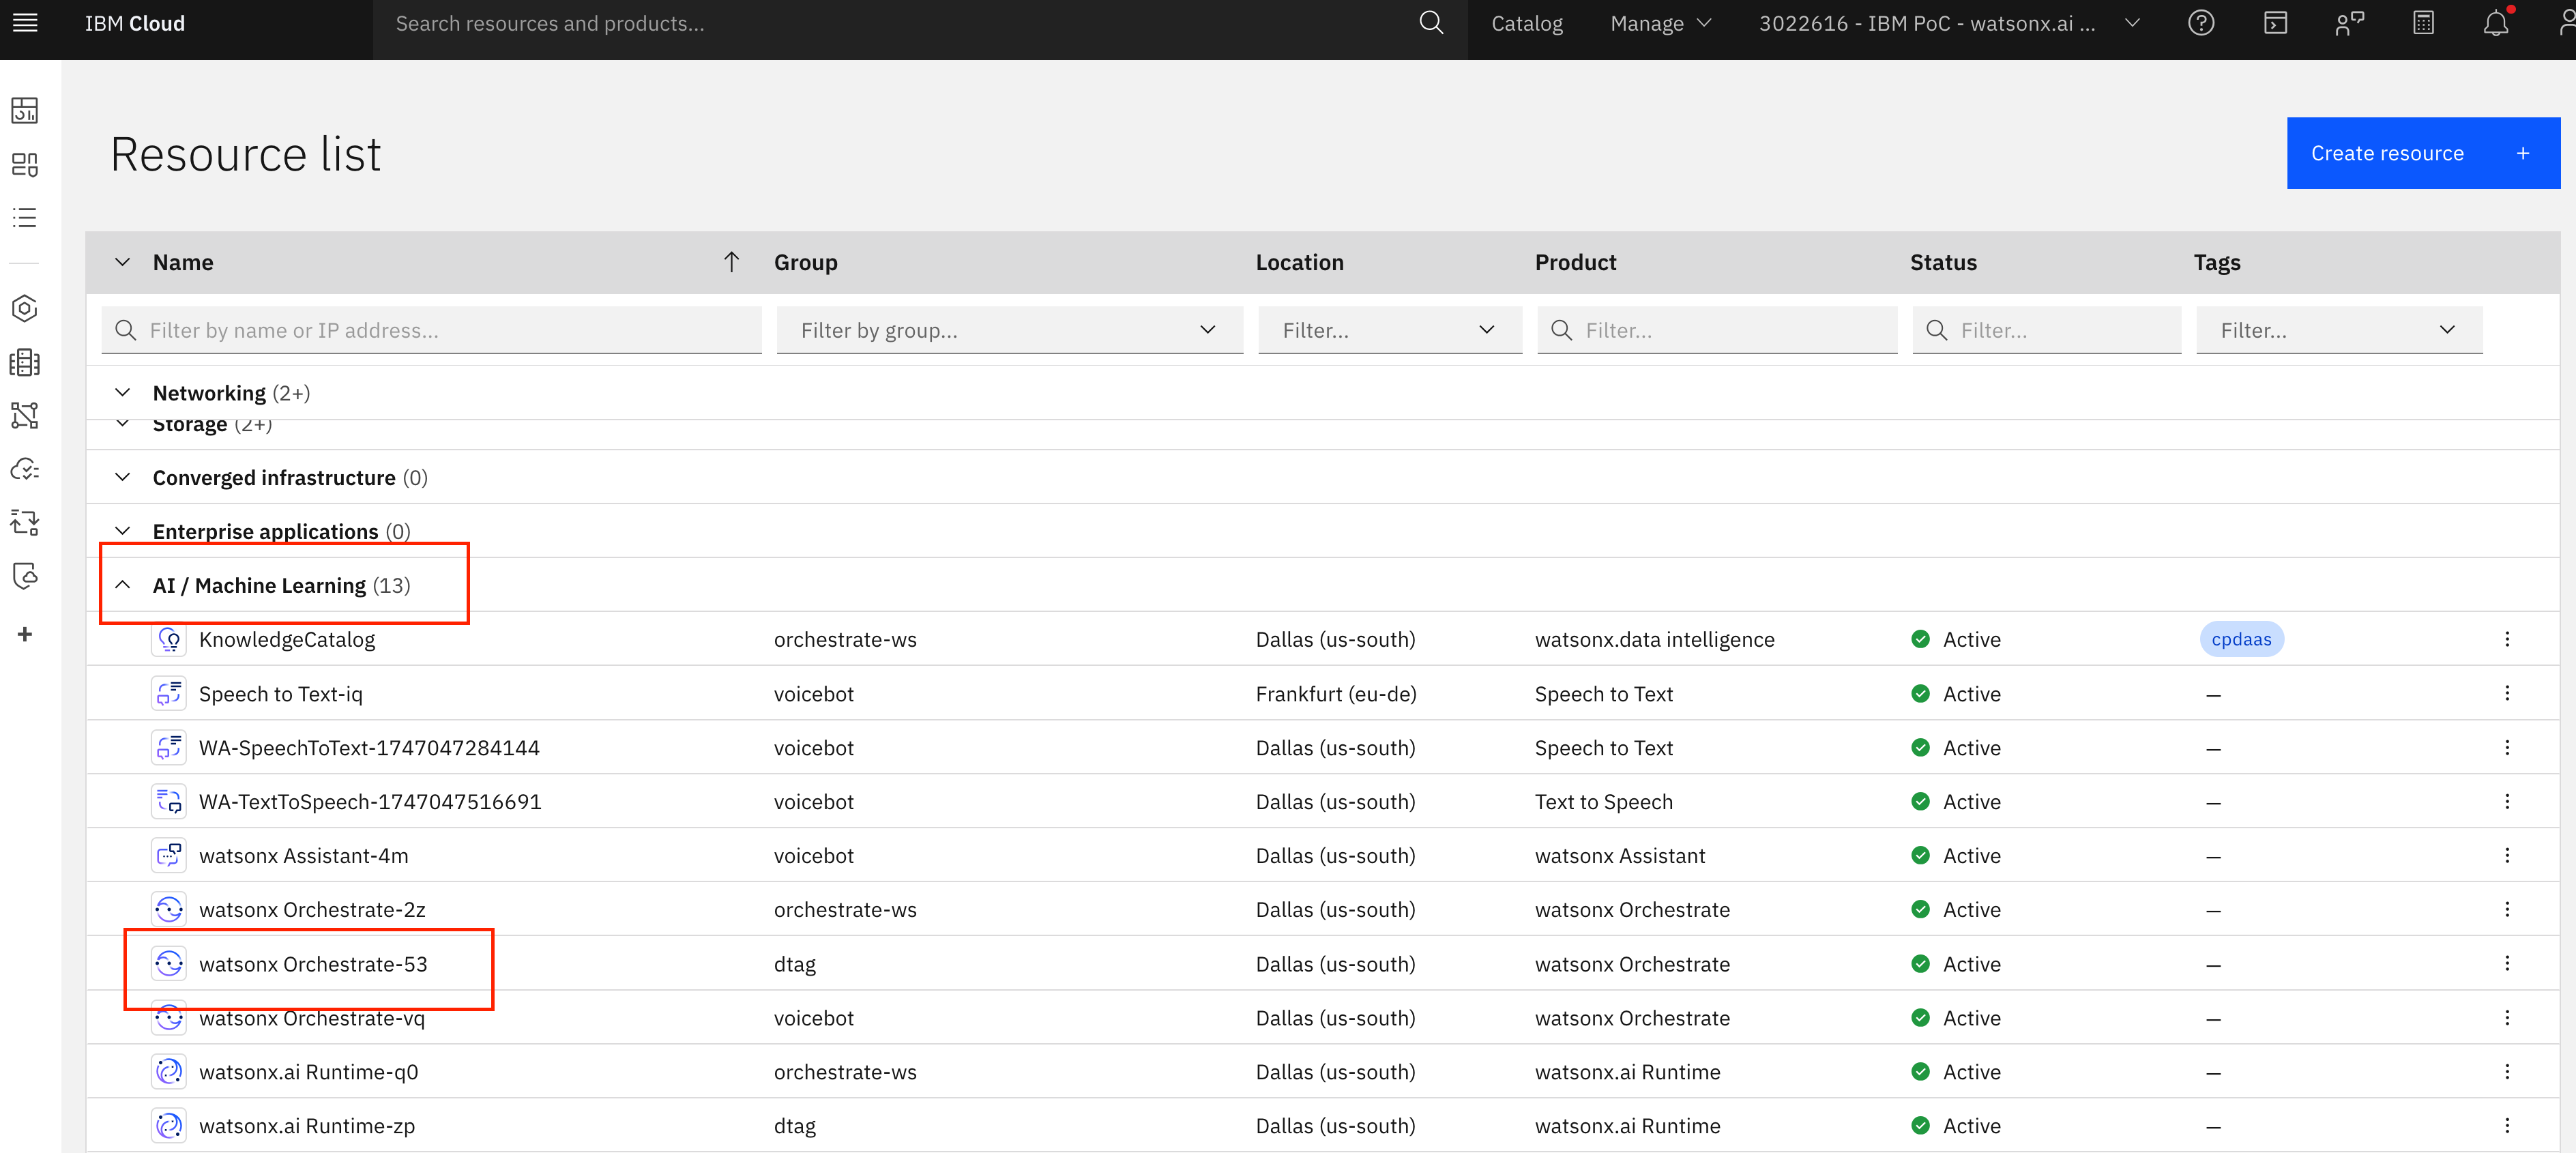 IBM Cloud
Search resources and products...
Catalog
Manage
3022616 - IBM PoC - watsonx.ai ...
Resource list
Create resource +
Name Group Location Product Status Tags
Filter by name or IP address... Filter by group... Filter... Filter... Filter... Filter...
Networking (2+)
Storage (2+)
Converged infrastructure (0)
Enterprise applications (0)
AI / Machine Learning (13)
KnowledgeCatalog orchestrate-ws Dallas (us-south) watsonx.data intelligence Active cpdaas
Speech to Text-iq voicebot Frankfurt (eu-de) Speech to Text Active –
WA-SpeechToText-1747047284144 voicebot Dallas (us-south) Speech to Text Active –
WA-TextToSpeech-1747047516691 voicebot Dallas (us-south) Text to Speech Active –
watsonx Assistant-4m voicebot Dallas (us-south) watsonx Assistant Active –
watsonx Orchestrate-2z orchestrate-ws Dallas (us-south) watsonx Orchestrate Active –
watsonx Orchestrate-53 dtag Dallas (us-south) watsonx Orchestrate Active –
watsonx Orchestrate-vq voicebot Dallas (us-south) watsonx Orchestrate Active –
watsonx.ai Runtime-q0 orchestrate-ws Dallas (us-south) watsonx.ai Runtime Active –
watsonx.ai Runtime-zp dtag Dallas (us-south) watsonx.ai Runtime Active –